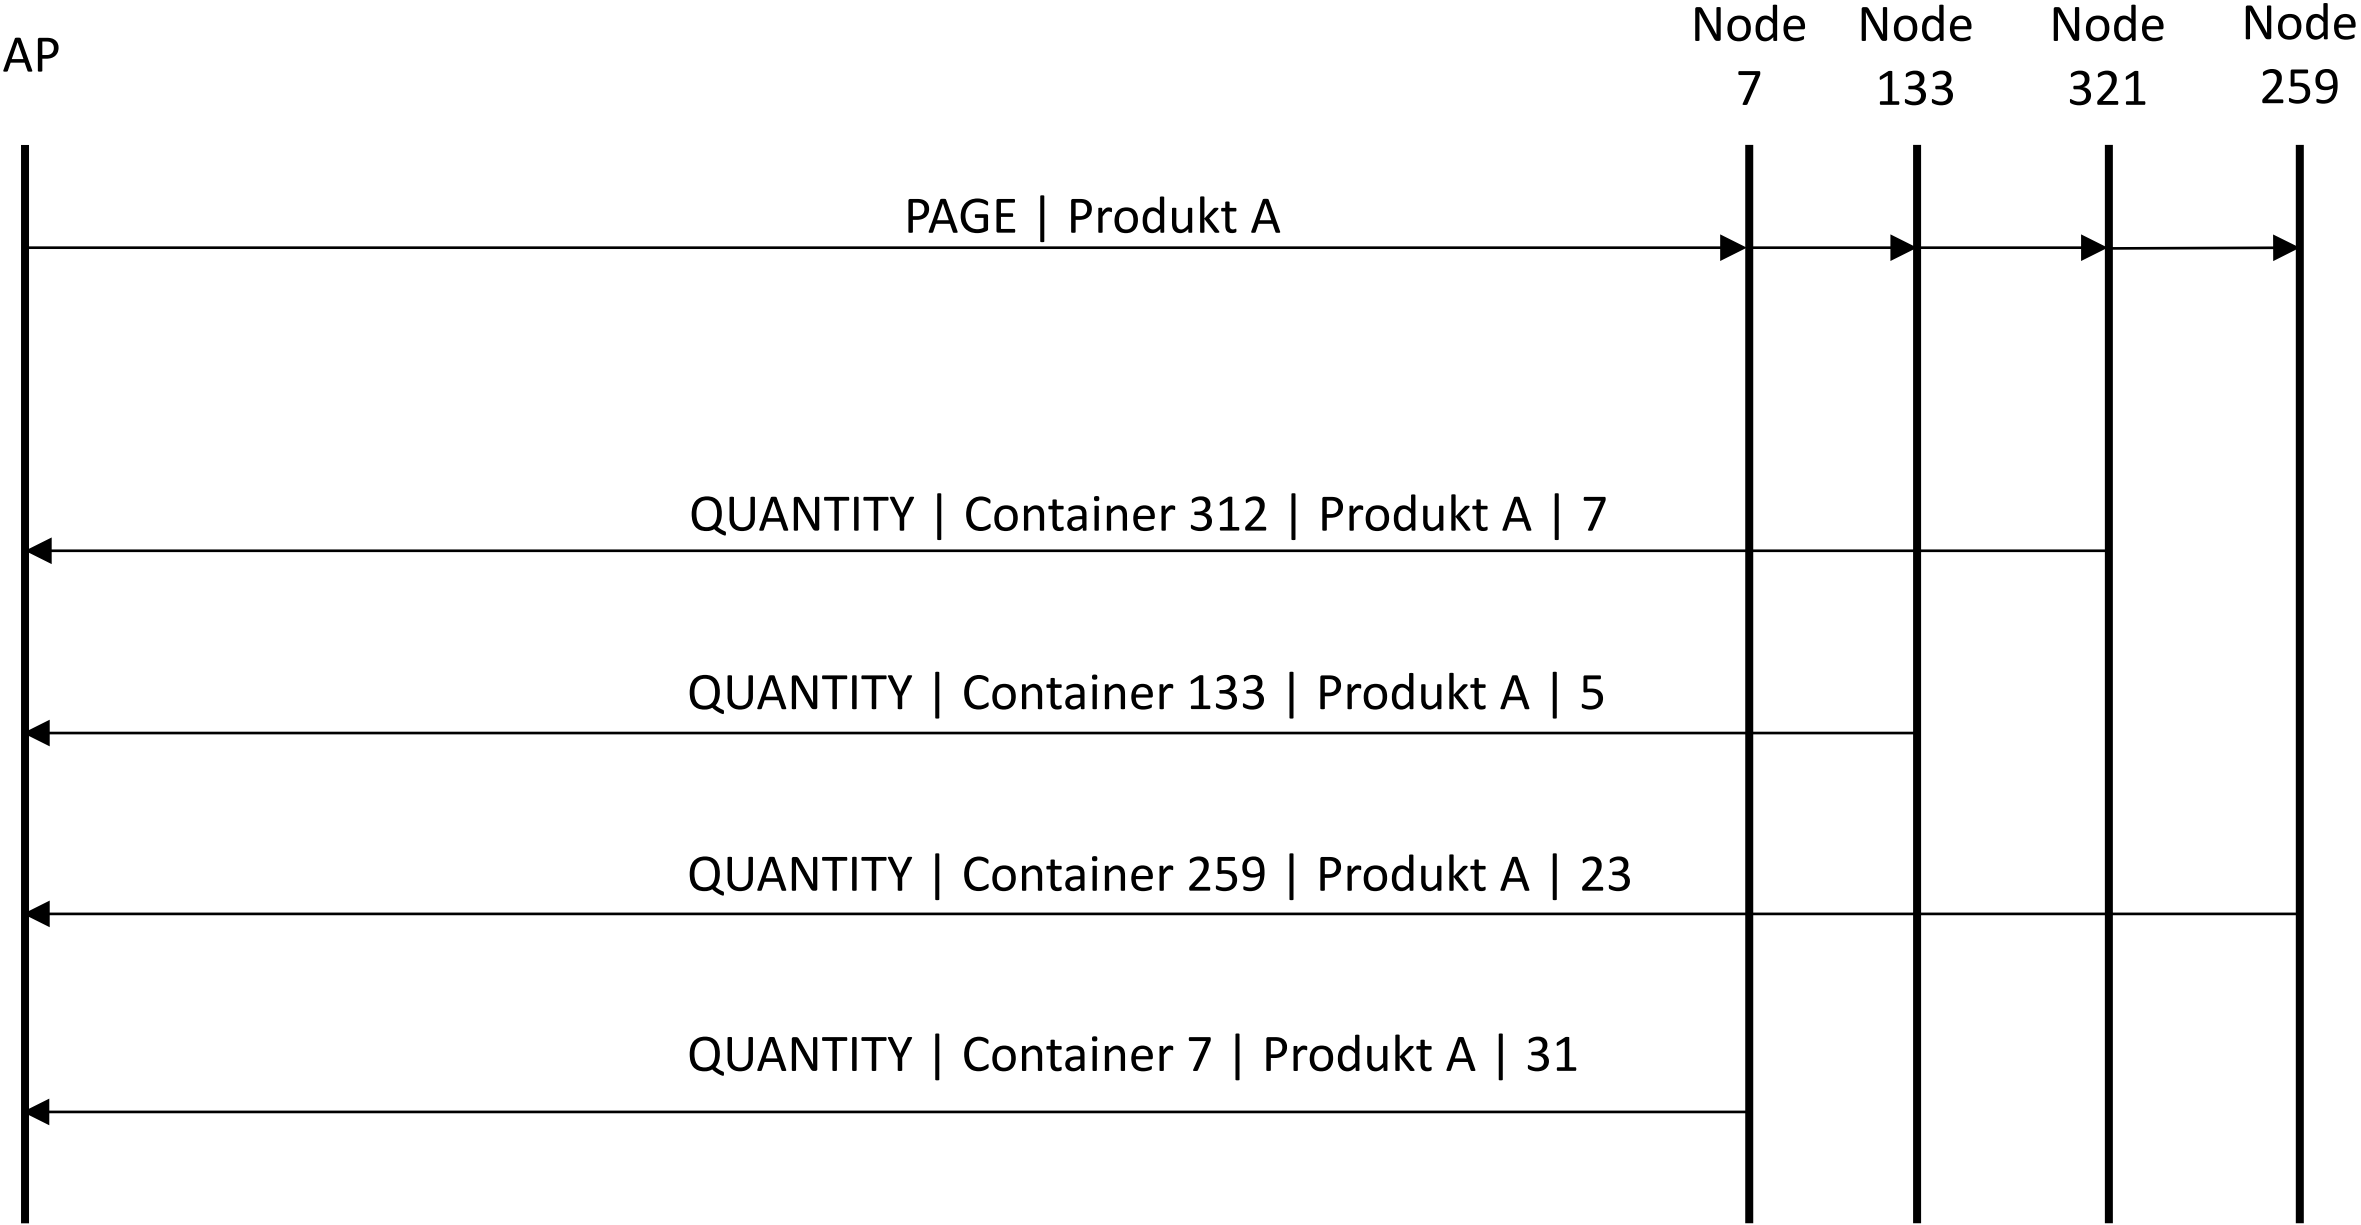 AP
Node
7
Node
133
Node
321
Node
259
PAGE | Produkt A
QUANTITY | Container 312 | Produkt A | 7
QUANTITY | Container 133 | Produkt A | 5
QUANTITY | Container 259 | Produkt A | 23
QUANTITY | Container 7 | Produkt A | 31